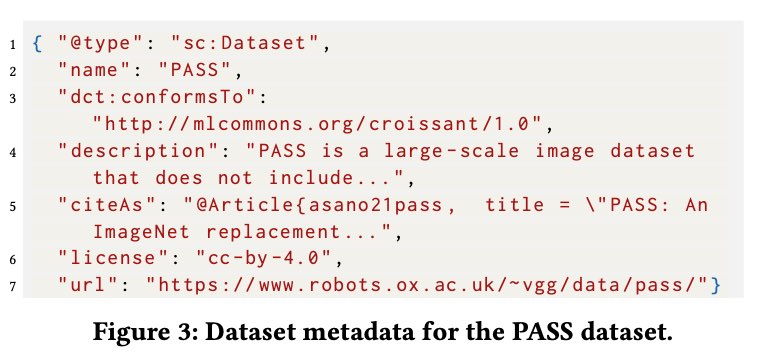 1 { "@type": "sc:Dataset",
2 "name": "PASS",
3 "dct:conformsTo":
"http://mlcommons.org/croissant/1.0",
4 "description": "PASS is a large-scale image dataset
that does not include...",
5 "citeAs": "@Article{asano21pass, title = \"PASS: An
ImageNet replacement...",
6 "license": "cc-by-4.0",
7 "url": "https://www.robots.ox.ac.uk/~vgg/data/pass/"}
Figure 3: Dataset metadata for the PASS dataset.